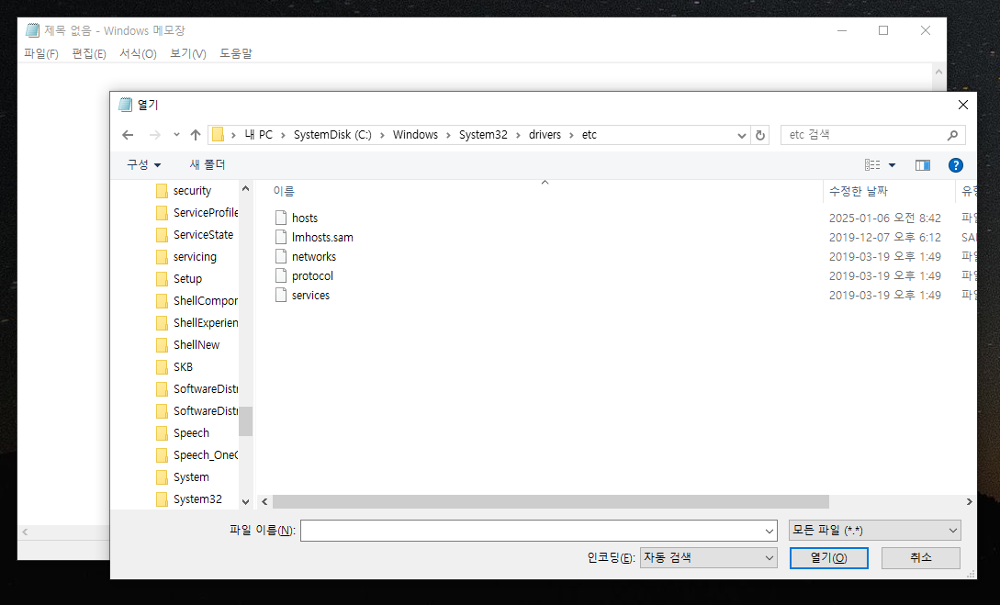 제목 없음 - Windows 메모장
파일(F) 편집(E) 서식(O) 보기(V) 도움말
열기
내 PC > SystemDisk (C:) > Windows > System32 > drivers > etc
etc 검색
구성 새 폴더
이름 수정한 날짜 유형
security
ServiceProfile
ServiceState
servicing
Setup
ShellCompor
ShellExperien
ShellNew
SKB
SoftwareDistr
SoftwareDistr
Speech
Speech_OneC
System
System32
hosts 2025-01-06 오전 8:42 파일
lmhosts.sam 2019-12-07 오후 6:12 SA
networks 2019-03-19 오후 1:49 파일
protocol 2019-03-19 오후 1:49 파일
services 2019-03-19 오후 1:49 파일
파일 이름(N): 모든 파일 (*.*)
인코딩(E): 자동 검색 열기(O) 취소